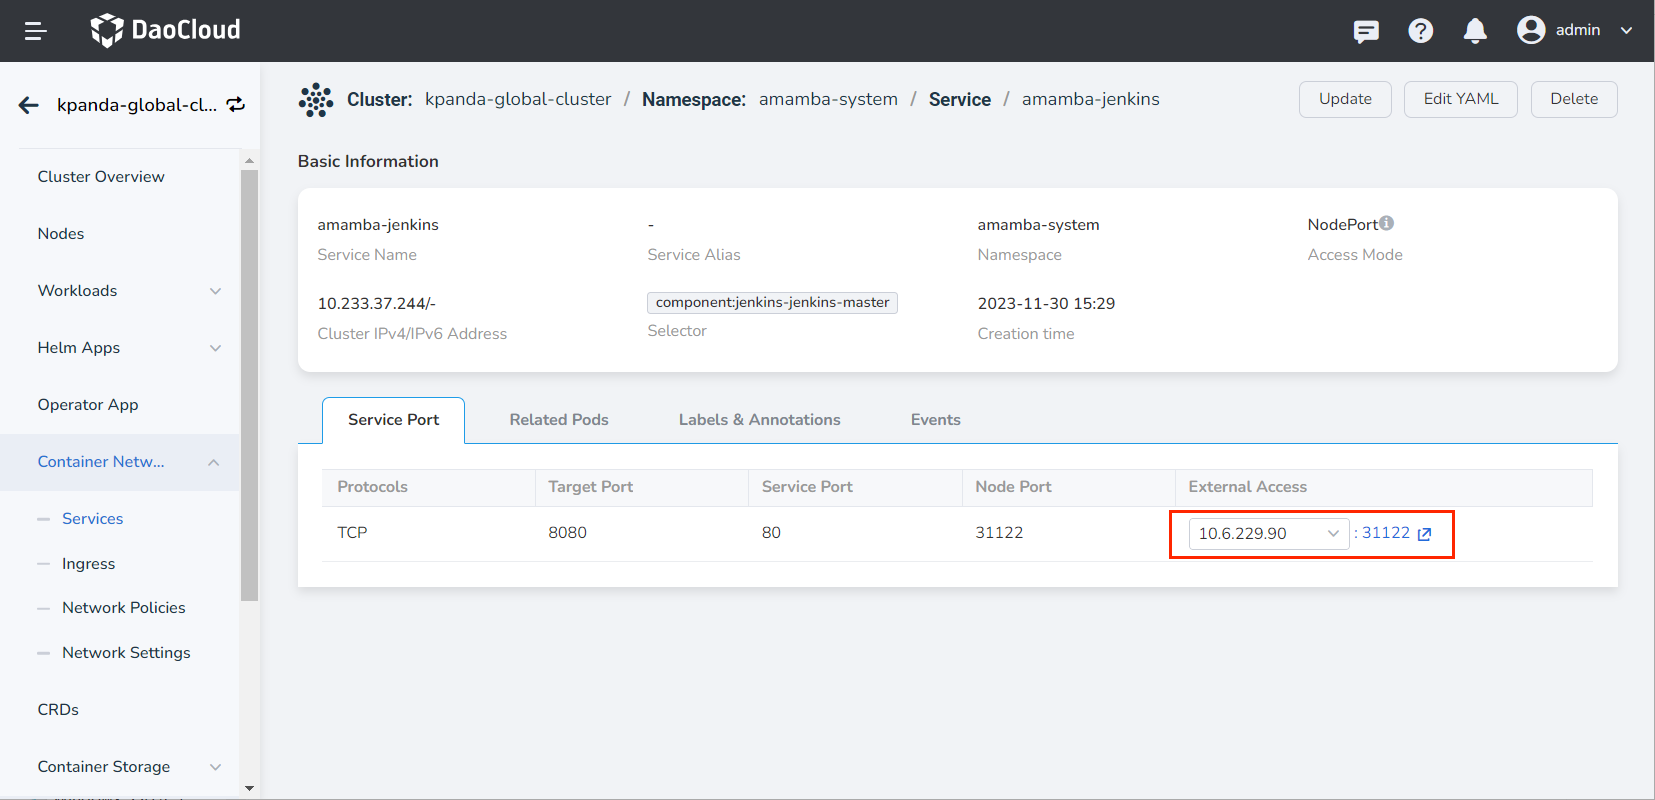 DaoCloud
admin
kpanda-global-cl...
Cluster: kpanda-global-cluster / Namespace: amamba-system / Service / amamba-jenkins
Update
Edit YAML
Delete
Cluster Overview
Nodes
Workloads
Helm Apps
Operator App
Container Netw...
Services
Ingress
Network Policies
Network Settings
CRDs
Container Storage
Basic Information
amamba-jenkins
Service Name
-
Service Alias
amamba-system
Namespace
NodePort
Access Mode
10.233.37.244/-
Cluster IPv4/IPv6 Address
component:jenkins-jenkins-master
Selector
2023-11-30 15:29
Creation time
Service Port Related Pods Labels & Annotations Events
Protocols Target Port Service Port Node Port External Access
TCP 8080 80 31122 10.6.229.90 : 31122